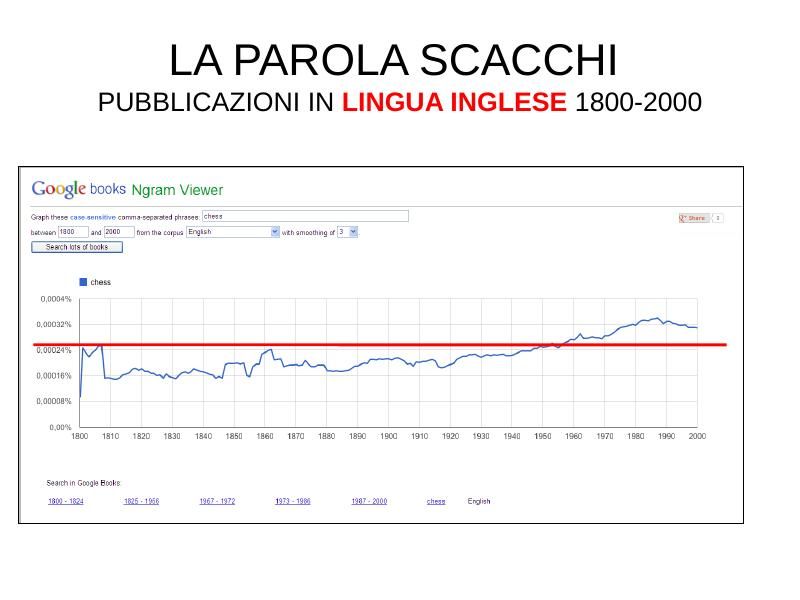 LA PAROLA SCACCHI
PUBBLICAZIONI IN LINGUA INGLESE 1800-2000
Google books Ngram Viewer
Graph these case-sensitive comma-separated phrases: chess
between 1800 and 2000 from the corpus English with smoothing of 3
Share 0
Search lots of books
chess
0,0004%
0,00032%
0,00024%
0,00016%
0,00008%
0,00%
1800 1810 1820 1830 1840 1850 1860 1870 1880 1890 1900 1910 1920 1930 1940 1950 1960 1970 1980 1990 2000
Search in Google Books:
1800 - 1824 1825 - 1966 1967 - 1972 1973 - 1986 1987 - 2000 chess English